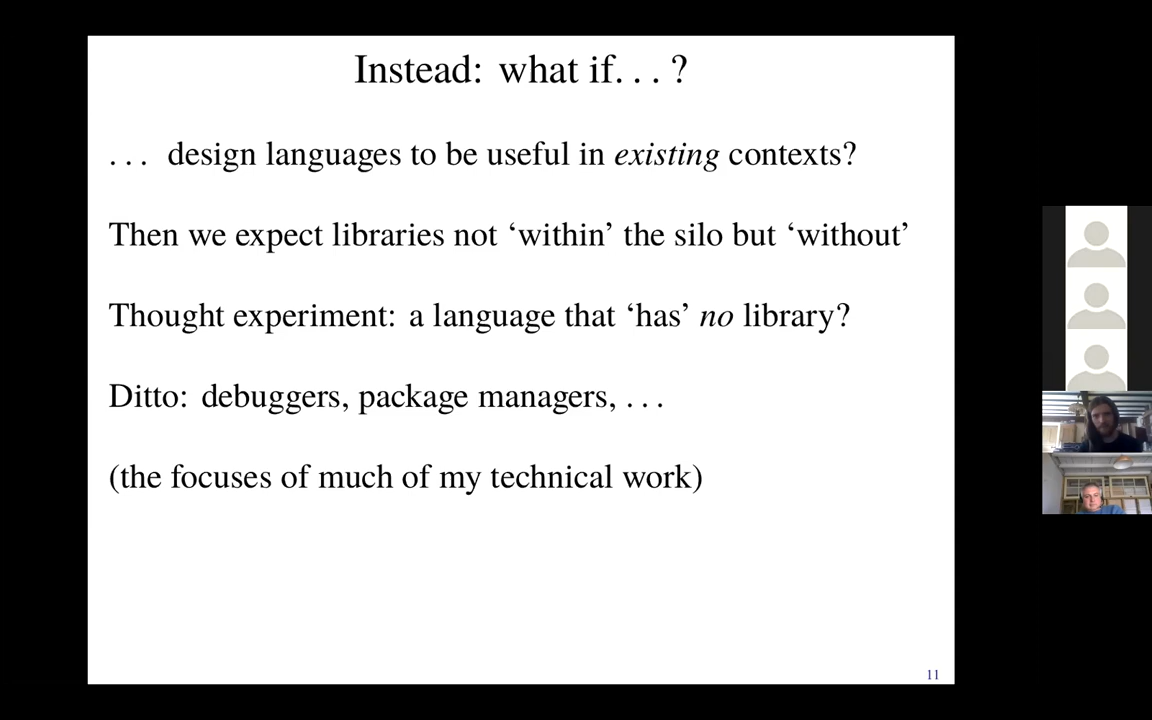 Instead: what if. . . ?
. . . design languages to be useful in existing contexts?
Then we expect libraries not ‘within’ the silo but ‘without’
Thought experiment: a language that ‘has’ no library?
Ditto: debuggers, package managers, . . .
(the focuses of much of my technical work)
11